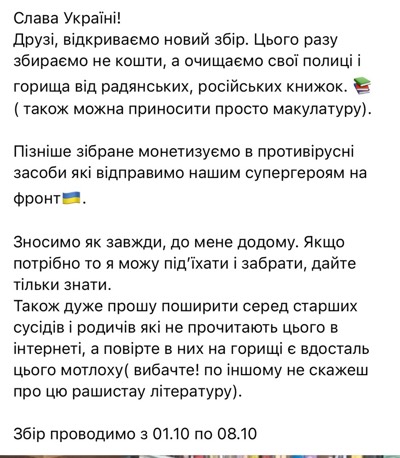 Слава Україні!
Друзі, відкриваємо новий збір. Цього разу
збираємо не кошти, а очищаємо свої полиці і
горища від радянських, російських книжок. 📚
( також можна приносити просто макулатуру).

Пізніше зібране монетизуємо в противірусні
засоби які відправимо нашим супергероям на
фронт🇺🇦.

Зносимо як завжди, до мене додому. Якщо
потрібно то я можу під’їхати і забрати, дайте
тільки знати.
Також дуже прошу поширити серед старших
сусідів і родичів які не прочитають цього в
інтернеті, а повірте в них на горищі є вдосталь
цього мотлоху( вибачте! по іншому не скажеш
про цю рашистау літературу).

Збір проводимо з 01.10 по 08.10